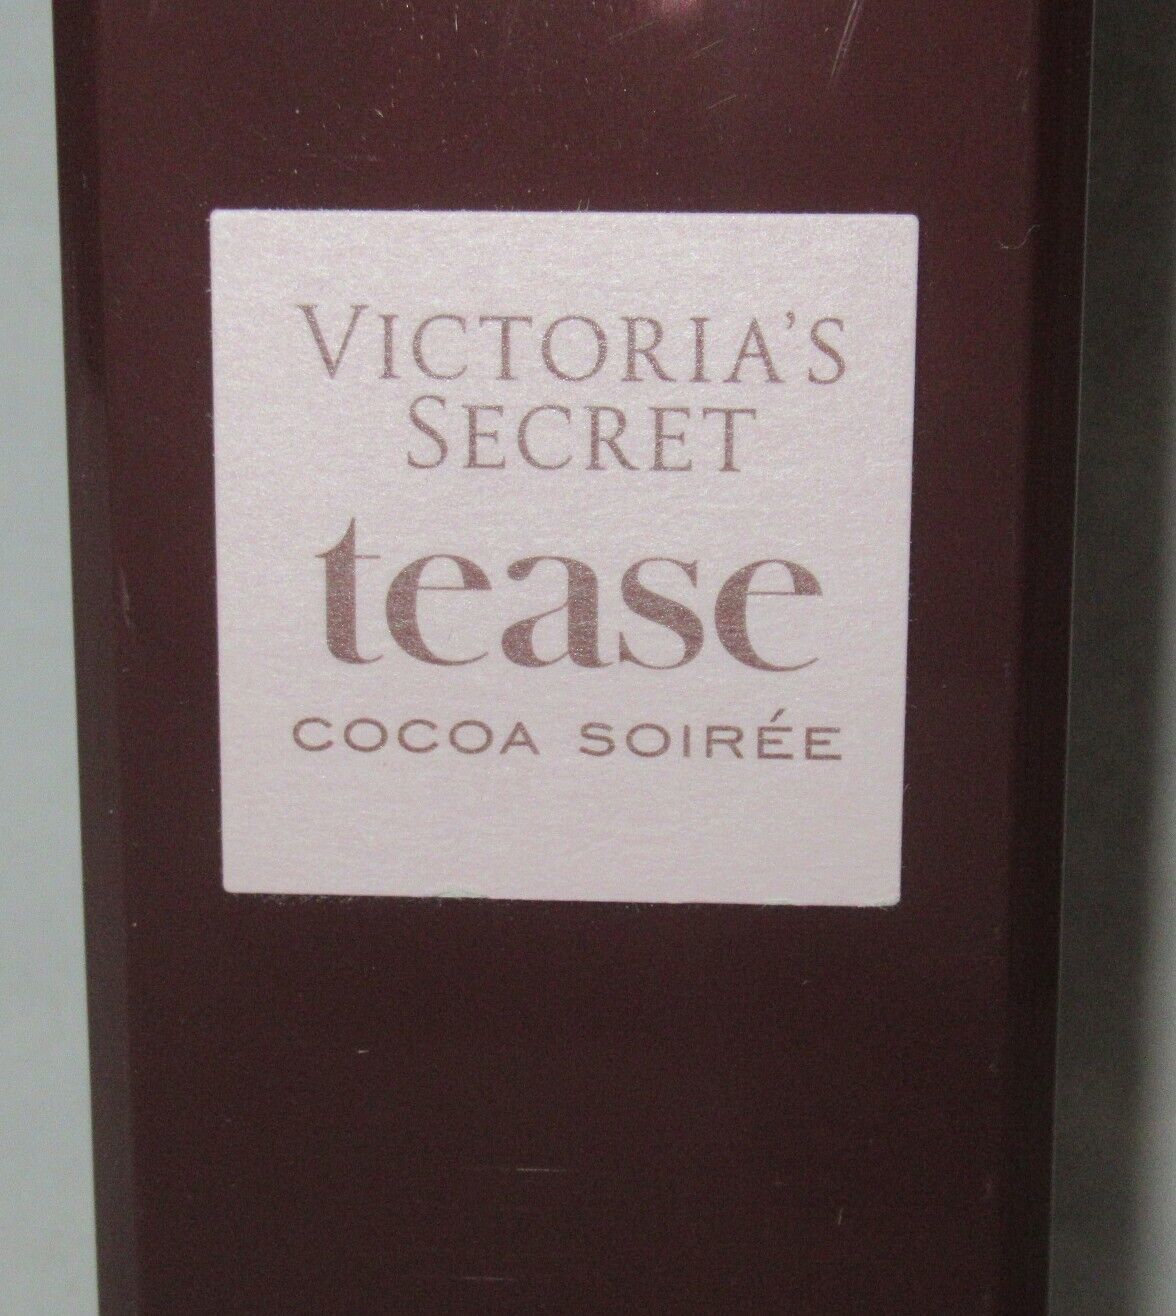 VICTORIA'S
SECRET
tease
COCOA SOIRÉE